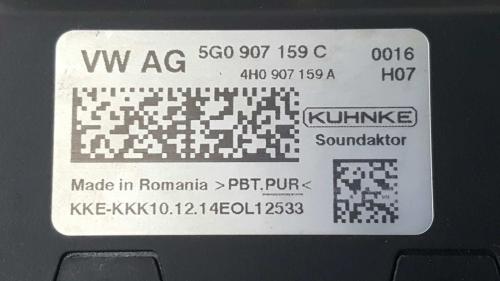 VW AG 5G0 907 159 C 0016
4H0 907 159 A H07
KUHNKE
Soundaktor
Made in Romania >PBT.PUR<
KKE-KKK10.12.14EOL12533